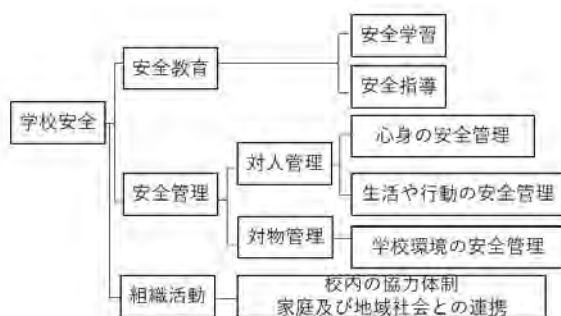 学校安全
安全教育
安全学習
安全指導
安全管理
対人管理
心身の安全管理
生活や行動の安全管理
対物管理
学校環境の安全管理
組織活動
校内の協力体制
家庭及び地域社会との連携